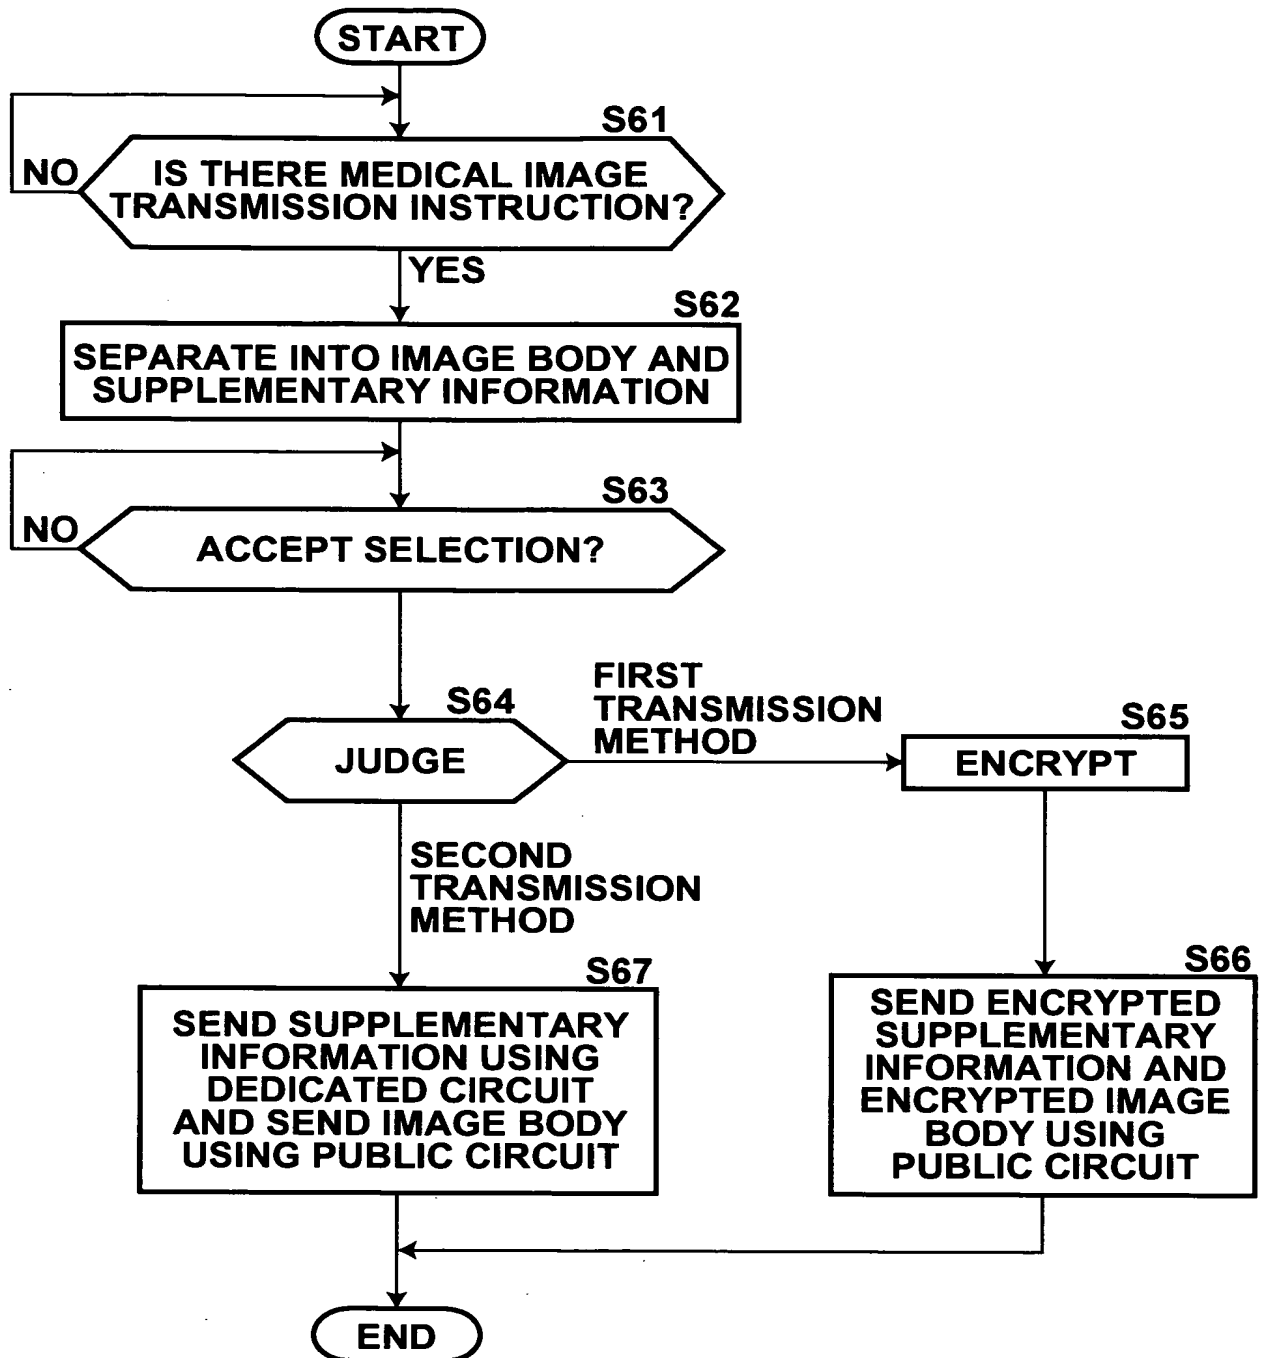 START
S61
NO
IS THERE MEDICAL IMAGE
TRANSMISSION INSTRUCTION?
YES
S62
SEPARATE INTO IMAGE BODY AND
SUPPLEMENTARY INFORMATION
S63
NO
ACCEPT SELECTION?
S64
JUDGE
FIRST
TRANSMISSION
METHOD
S65
ENCRYPT
SECOND
TRANSMISSION
METHOD
S67
SEND SUPPLEMENTARY
INFORMATION USING
DEDICATED CIRCUIT
AND SEND IMAGE BODY
USING PUBLIC CIRCUIT
S66
SEND ENCRYPTED
SUPPLEMENTARY
INFORMATION AND
ENCRYPTED IMAGE
BODY USING
PUBLIC CIRCUIT
END